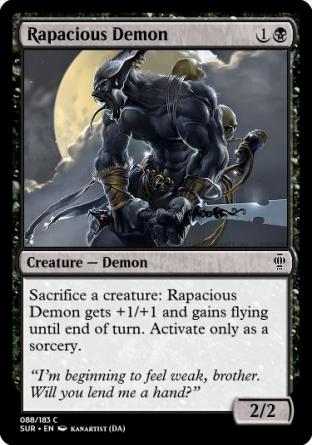 Rapacious Demon 1
Creature — Demon
Sacrifice a creature: Rapacious
Demon gets +1/+1 and gains flying
until end of turn. Activate only as a
sorcery.
“I’m beginning to feel weak, brother.
Will you lend me a hand?”
2/2
088/183 C
SUR • EN KANARTIST (DA)